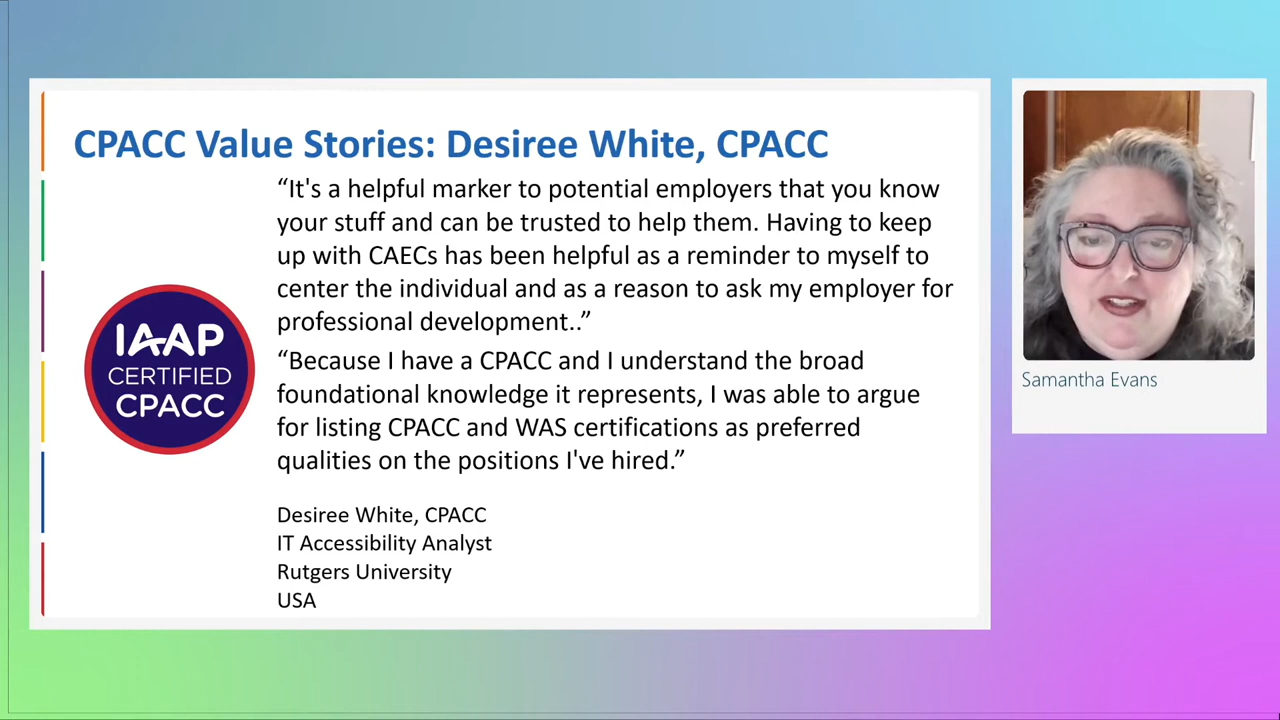 CPACC Value Stories: Desiree White, CPACC
“It's a helpful marker to potential employers that you know
your stuff and can be trusted to help them. Having to keep
up with CAECs has been helpful as a reminder to myself to
center the individual and as a reason to ask my employer for
professional development..”
“Because I have a CPACC and I understand the broad
foundational knowledge it represents, I was able to argue
for listing CPACC and WAS certifications as preferred
qualities on the positions I've hired.”
IAAP
CERTIFIED
CPACC
Desiree White, CPACC
IT Accessibility Analyst
Rutgers University
USA
Samantha Evans